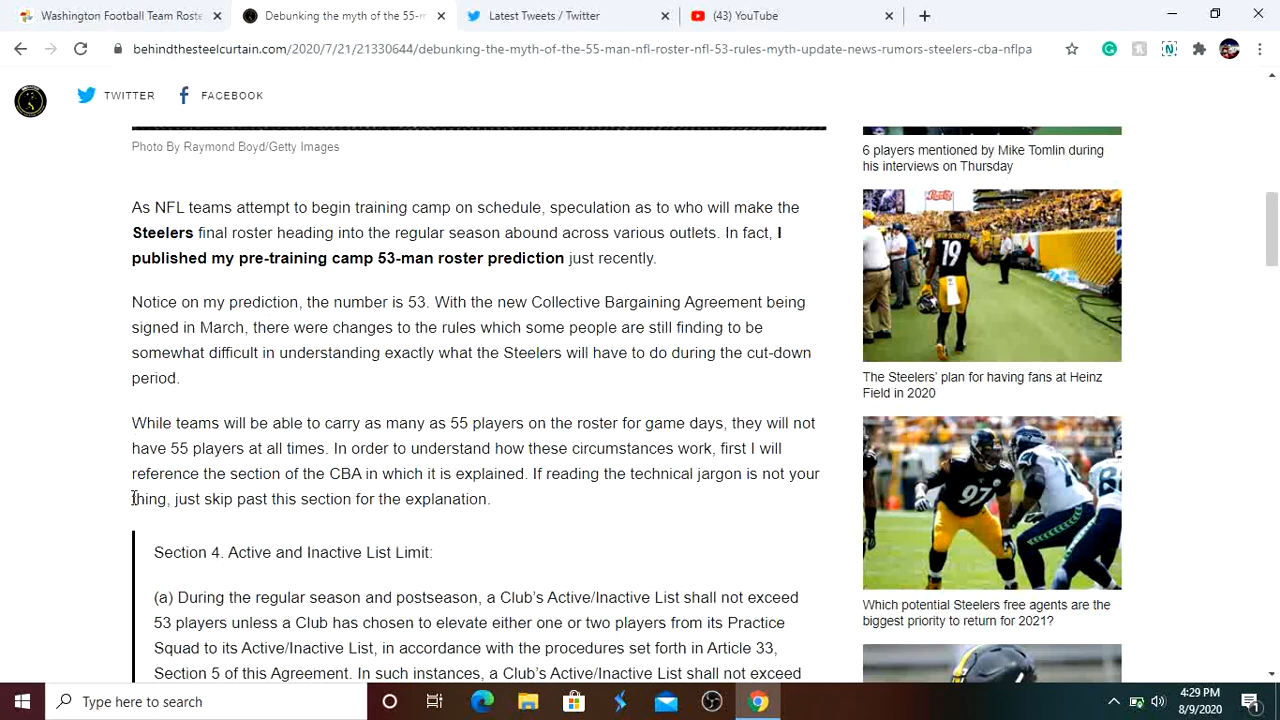 Washington Football Team Roste
Debunking the myth of the 55-m
Latest Tweets / Twitter
(43) YouTube
behindthesteelcurtain.com/2020/7/21/21330644/debunking-the-myth-of-the-55-man-nfl-roster-nfl-53-rules-myth-update-news-rumors-steelers-cba-nflpa
TWITTER
FACEBOOK
Photo By Raymond Boyd/Getty Images
As NFL teams attempt to begin training camp on schedule, speculation as to who will make the
Steelers final roster heading into the regular season abound across various outlets. In fact, I
published my pre-training camp 53-man roster prediction just recently.
Notice on my prediction, the number is 53. With the new Collective Bargaining Agreement being
signed in March, there were changes to the rules which some people are still finding to be
somewhat difficult in understanding exactly what the Steelers will have to do during the cut-down
period.
While teams will be able to carry as many as 55 players on the roster for game days, they will not
have 55 players at all times. In order to understand how these circumstances work, first I will
reference the section of the CBA in which it is explained. If reading the technical jargon is not your
thing, just skip past this section for the explanation.
Section 4. Active and Inactive List Limit:
(a) During the regular season and postseason, a Club's Active/Inactive List shall not exceed
53 players unless a Club has chosen to elevate either one or two players from its Practice
Squad to its Active/Inactive List, in accordance with the procedures set forth in Article 33,
Section 5 of this Agreement. In such instances, a Club's Active/Inactive List shall not exceed
6 players mentioned by Mike Tomlin during
his interviews on Thursday
19
The Steelers' plan for having fans at Heinz
Field in 2020
97
Which potential Steelers free agents are the
biggest priority to return for 2021?
Type here to search
4:29 PM
8/9/2020
1